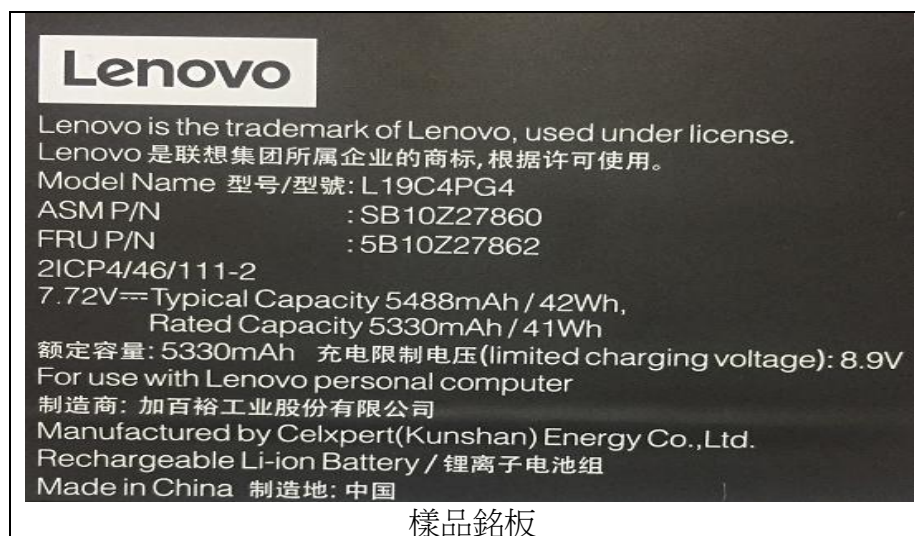 Lenovo
Lenovo is the trademark of Lenovo, used under license.
Lenovo 是联想集团所属企业的商标,根据许可使用。
Model Name 型号/型號: L19C4PG4
ASM P/N : SB10Z27860
FRU P/N : 5B10Z27862
2ICP4/46/111-2
7.72V⎓Typical Capacity 5488mAh / 42Wh,
Rated Capacity 5330mAh / 41Wh
额定容量: 5330mAh 充电限制电压(limited charging voltage): 8.9V
For use with Lenovo personal computer
制造商: 加百裕工业股份有限公司
Manufactured by Celxpert(Kunshan) Energy Co.,Ltd.
Rechargeable Li-ion Battery / 锂离子电池组
Made in China 制造地: 中国
樣品銘板